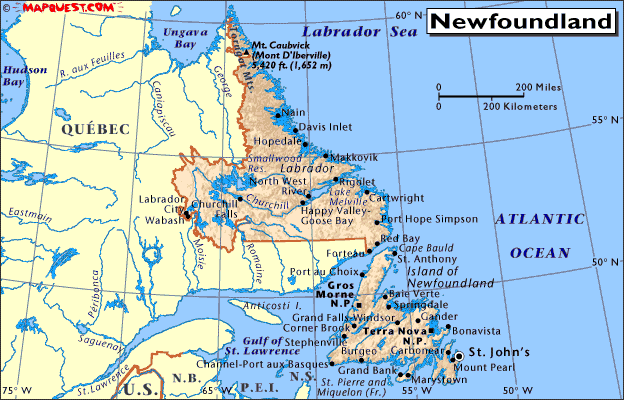 © MAPQUEST.COM
Newfoundland
60°N
Ungava
Bay
Labrador Sea
Torngat Mts.
Mt. Caubvick
(Mont D'Iberville)
5,420 ft. (1,652 m)
R. aux Feuilles
Hudson
Bay
Caniapiscau
George
200 Miles
200 Kilometers
Nain
55°N
QUÉBEC
Davis Inlet
Hopedale
Smallwood
Res.
Makkovik
Labrador
North West
River
Rigolet
Lake
Melville
Labrador
City
Wabash
Churchill
Falls
Churchill
Cartwright
Happy Valley-
Goose Bay
Eastmain
Port Hope Simpson
ATLANTIC
OCEAN
Moisie
Romaine
Red Bay
Forteau
Cape Bauld
St. Anthony
50°N
Port au Choix
Island of
Newfoundland
Peribonca
Gros
Morne
N.P.
Baie Verte
Springdale
Anticosti I.
Grand Falls-Windsor
Gander
Corner Brook
Terra Nova
N.P.
Bonavista
Saguenay
Gulf of
St. Lawrence
Stephenville
Carbonear
St. John's
Burgeo
Mount Pearl
Channel-Port aux Basques
Grand Bank
Marystown
St. Lawrence
St. Pierre and
Miquelon (Fr.)
75°W
70°W
U.S.
N.B.
P.E.I.
N.S.
55°W
50°W